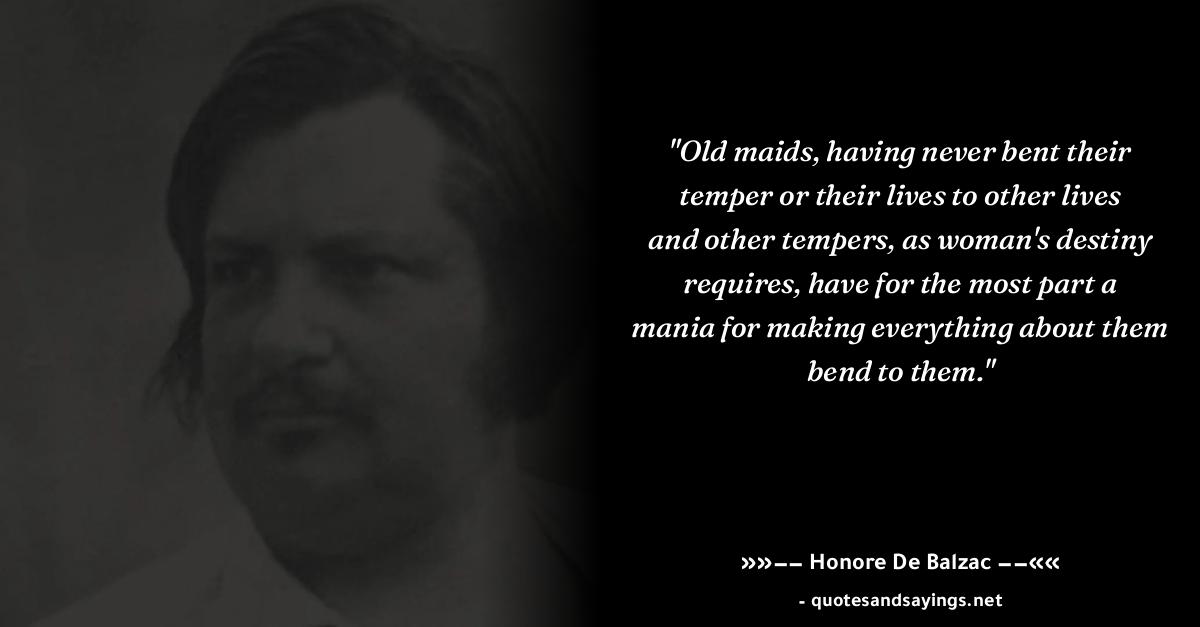 "Old maids, having never bent their
temper or their lives to other lives
and other tempers, as woman's destiny
requires, have for the most part a
mania for making everything about them
bend to them."
»»–– Honore De Balzac ––««
- quotesandsayings.net